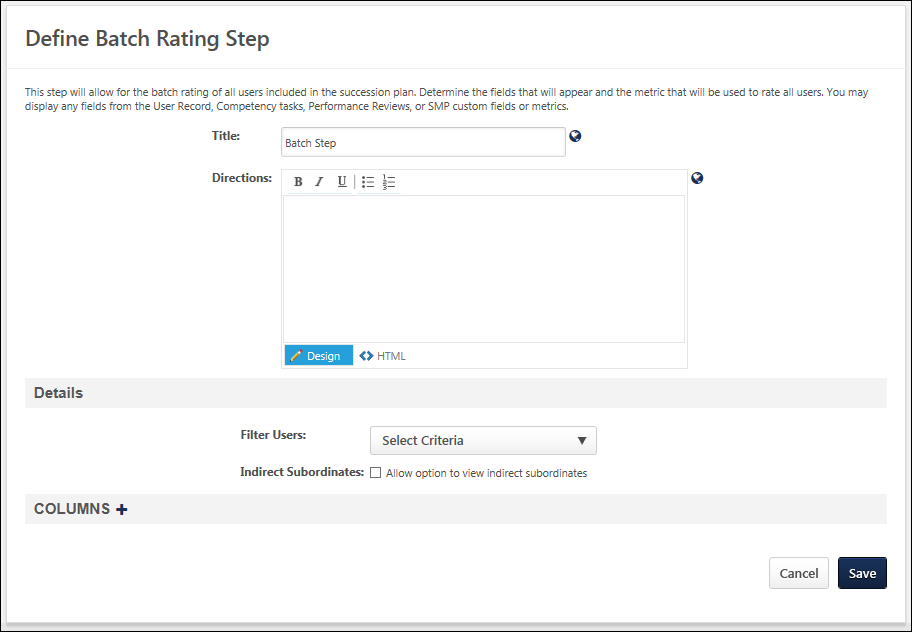 Define Batch Rating Step
This step will allow for the batch rating of all users included in the succession plan. Determine the fields that will appear and the metric that will be used to rate all users. You may
display any fields from the User Record, Competency tasks, Performance Reviews, or SMP custom fields or metrics.
Title: Batch Step
Directions: B I U
Design HTML
Details
Filter Users: Select Criteria
Indirect Subordinates: Allow option to view indirect subordinates
COLUMNS +
Cancel Save